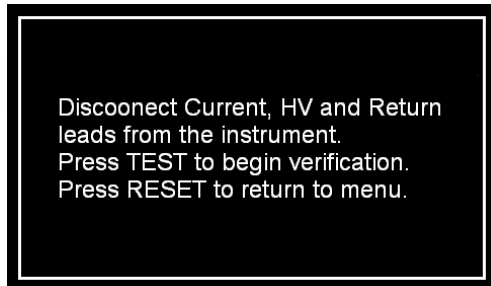 Discoonect Current, HV and Return
leads from the instrument.
Press TEST to begin verification.
Press RESET to return to menu.